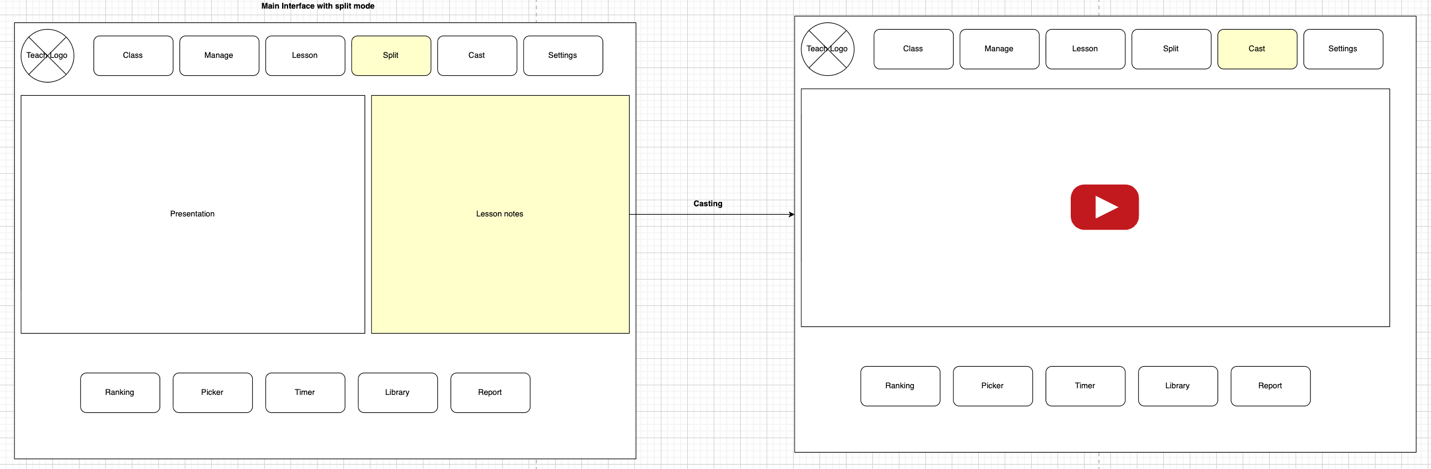 Main Interface with split mode
Teach Logo
Class
Manage
Lesson
Split
Cast
Settings
Presentation
Lesson notes
Ranking
Picker
Timer
Library
Report
Casting
Teach Logo
Class
Manage
Lesson
Split
Cast
Settings
Ranking
Picker
Timer
Library
Report